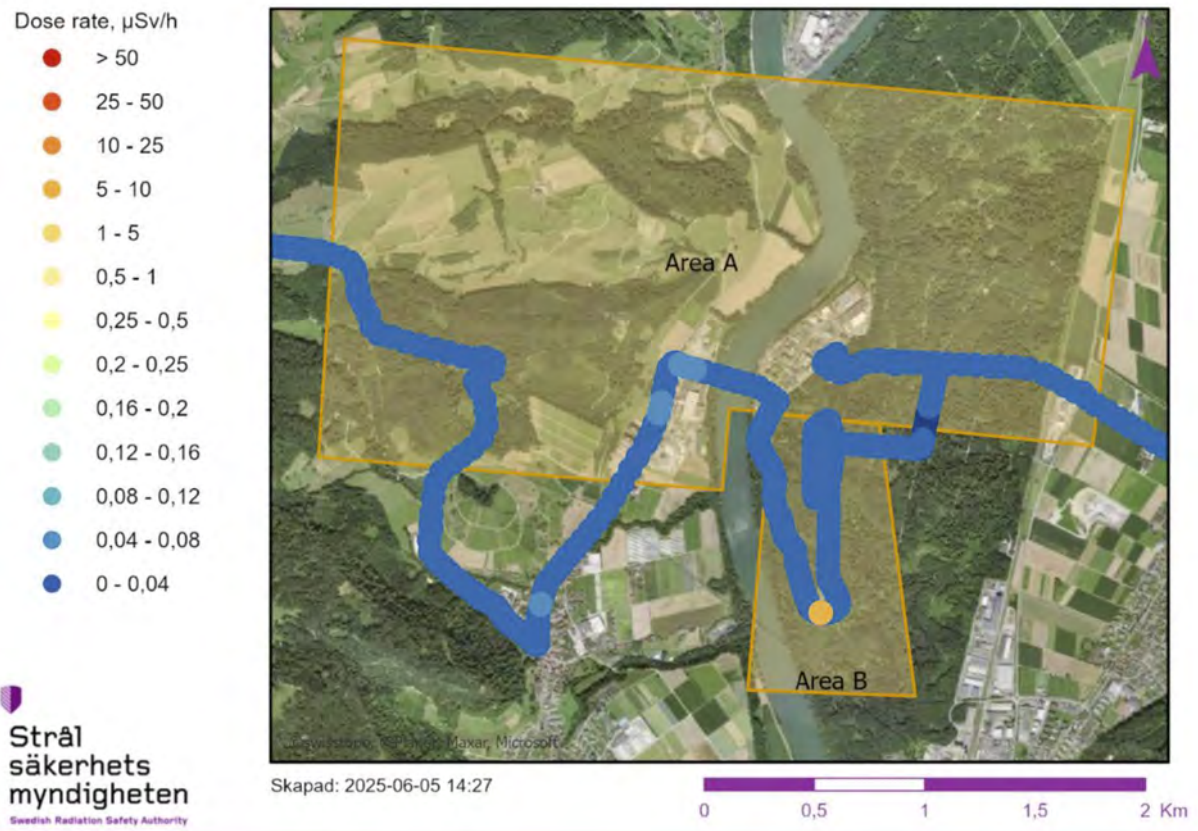 Dose rate, µSv/h
> 50
25 - 50
10 - 25
5 - 10
1 - 5
0,5 - 1
0,25 - 0,5
0,2 - 0,25
0,16 - 0,2
0,12 - 0,16
0,08 - 0,12
0,04 - 0,08
0 - 0,04
Area A
Area B
Maxar, Microsoft
Strål
säkerhets
myndigheten
Swedish Radiation Safety Authority
Skapad: 2025-06-05 14:27
0 0,5 1 1,5 2 Km